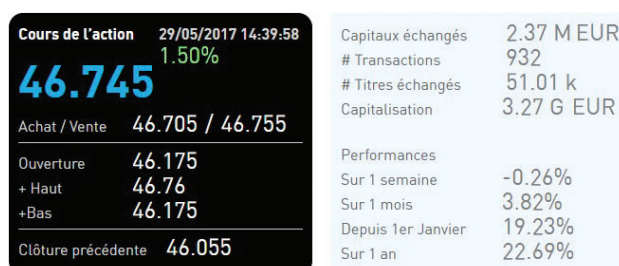 Cours de l'action 29/05/2017 14:39:58
1.50%
46.745
Achat / Vente 46.705 / 46.755
Ouverture 46.175
+ Haut 46.76
+Bas 46.175
Clôture précédente 46.055
Capitaux échangés 2.37 M EUR
# Transactions 932
# Titres échangés 51.01 k
Capitalisation 3.27 G EUR
Performances
Sur 1 semaine -0.26%
Sur 1 mois 3.82%
Depuis 1er Janvier 19.23%
Sur 1 an 22.69%